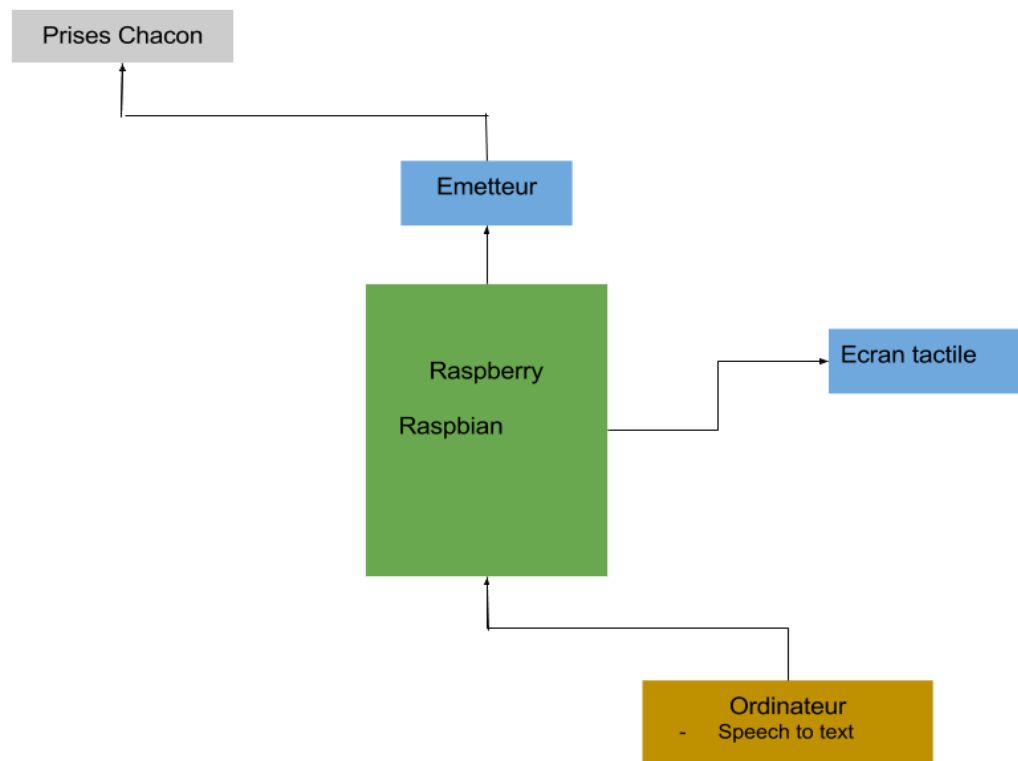 Prises Chacon
Emetteur
Ecran tactile
Raspberry
Raspbian
Ordinateur
- Speech to text